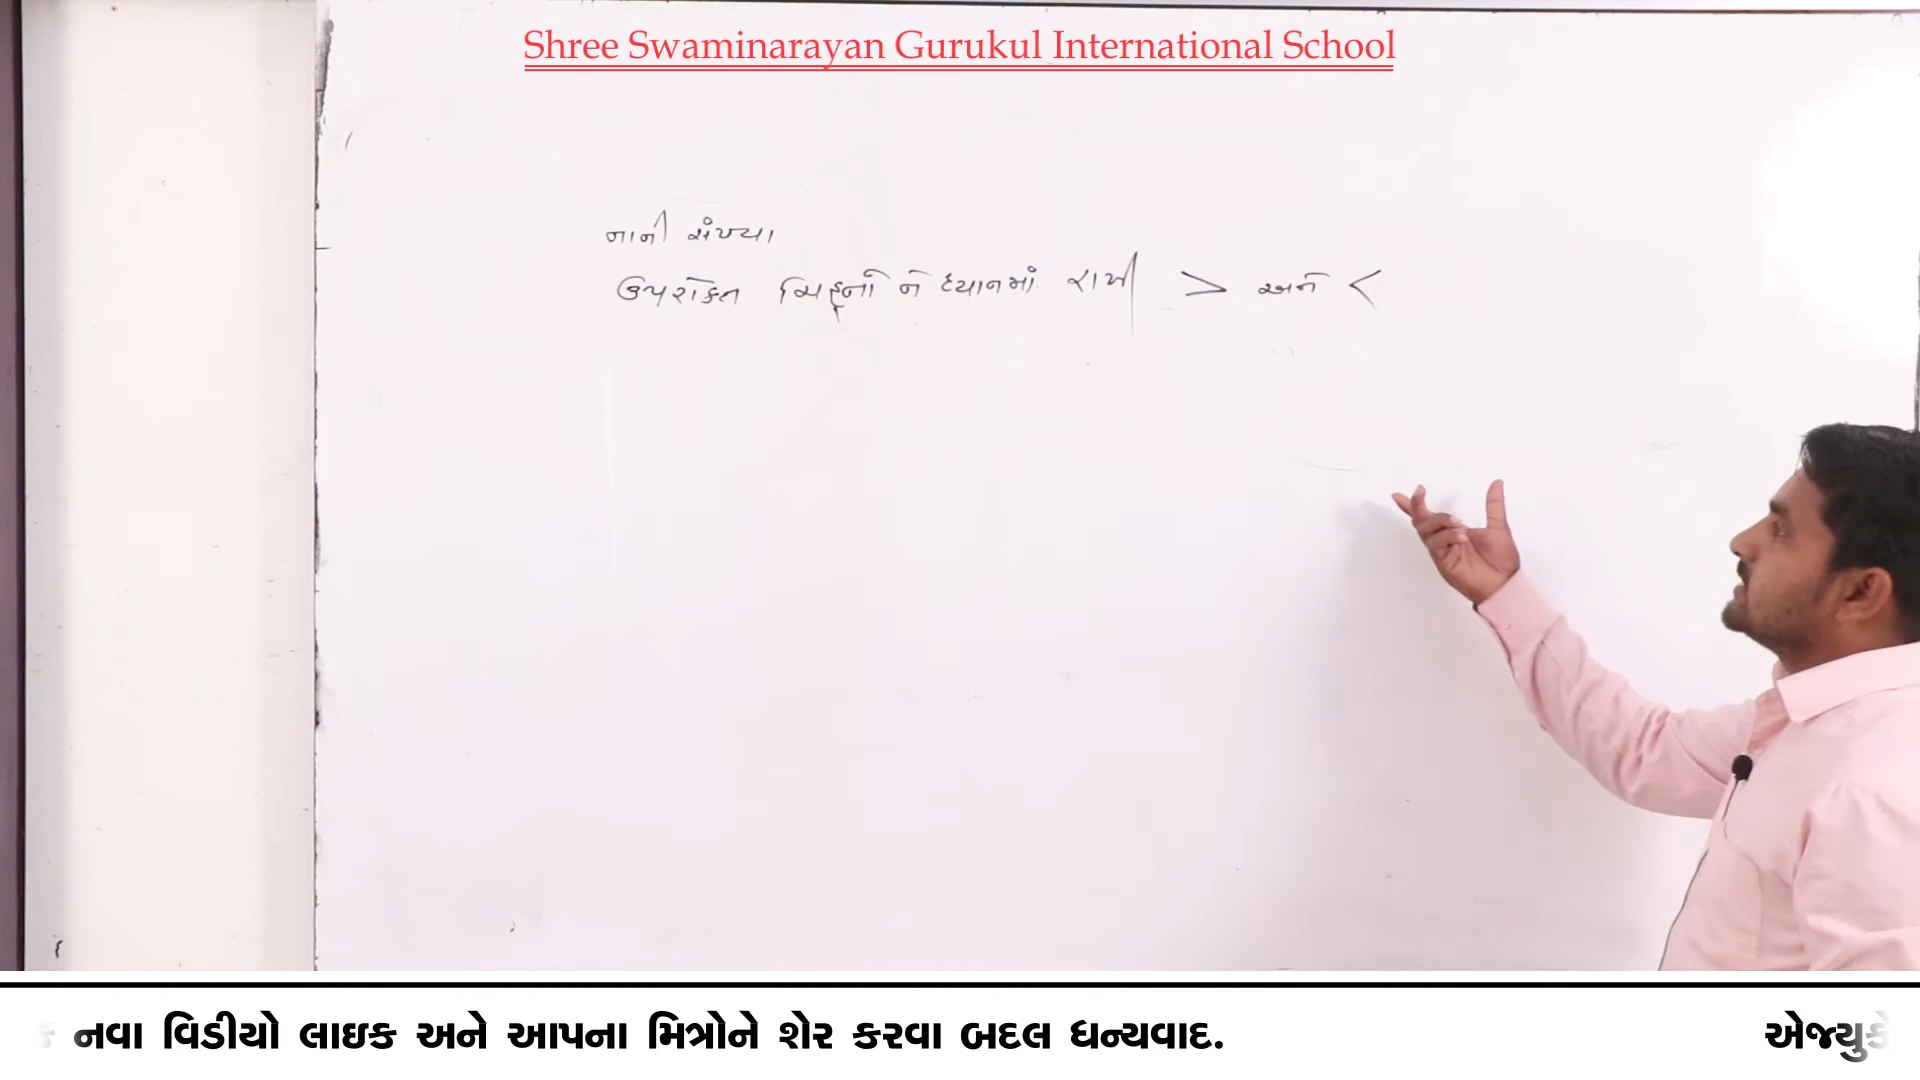 Shree Swaminarayan Gurukul International School
નાની સંખ્યા
ઉપરોક્ત ચિહ્નો ને ધ્યાનમાં રાખી > અને <
નવા વિડીયો લાઇક અને આપના મિત્રોને શેર કરવા બદલ ધન્યવાદ.